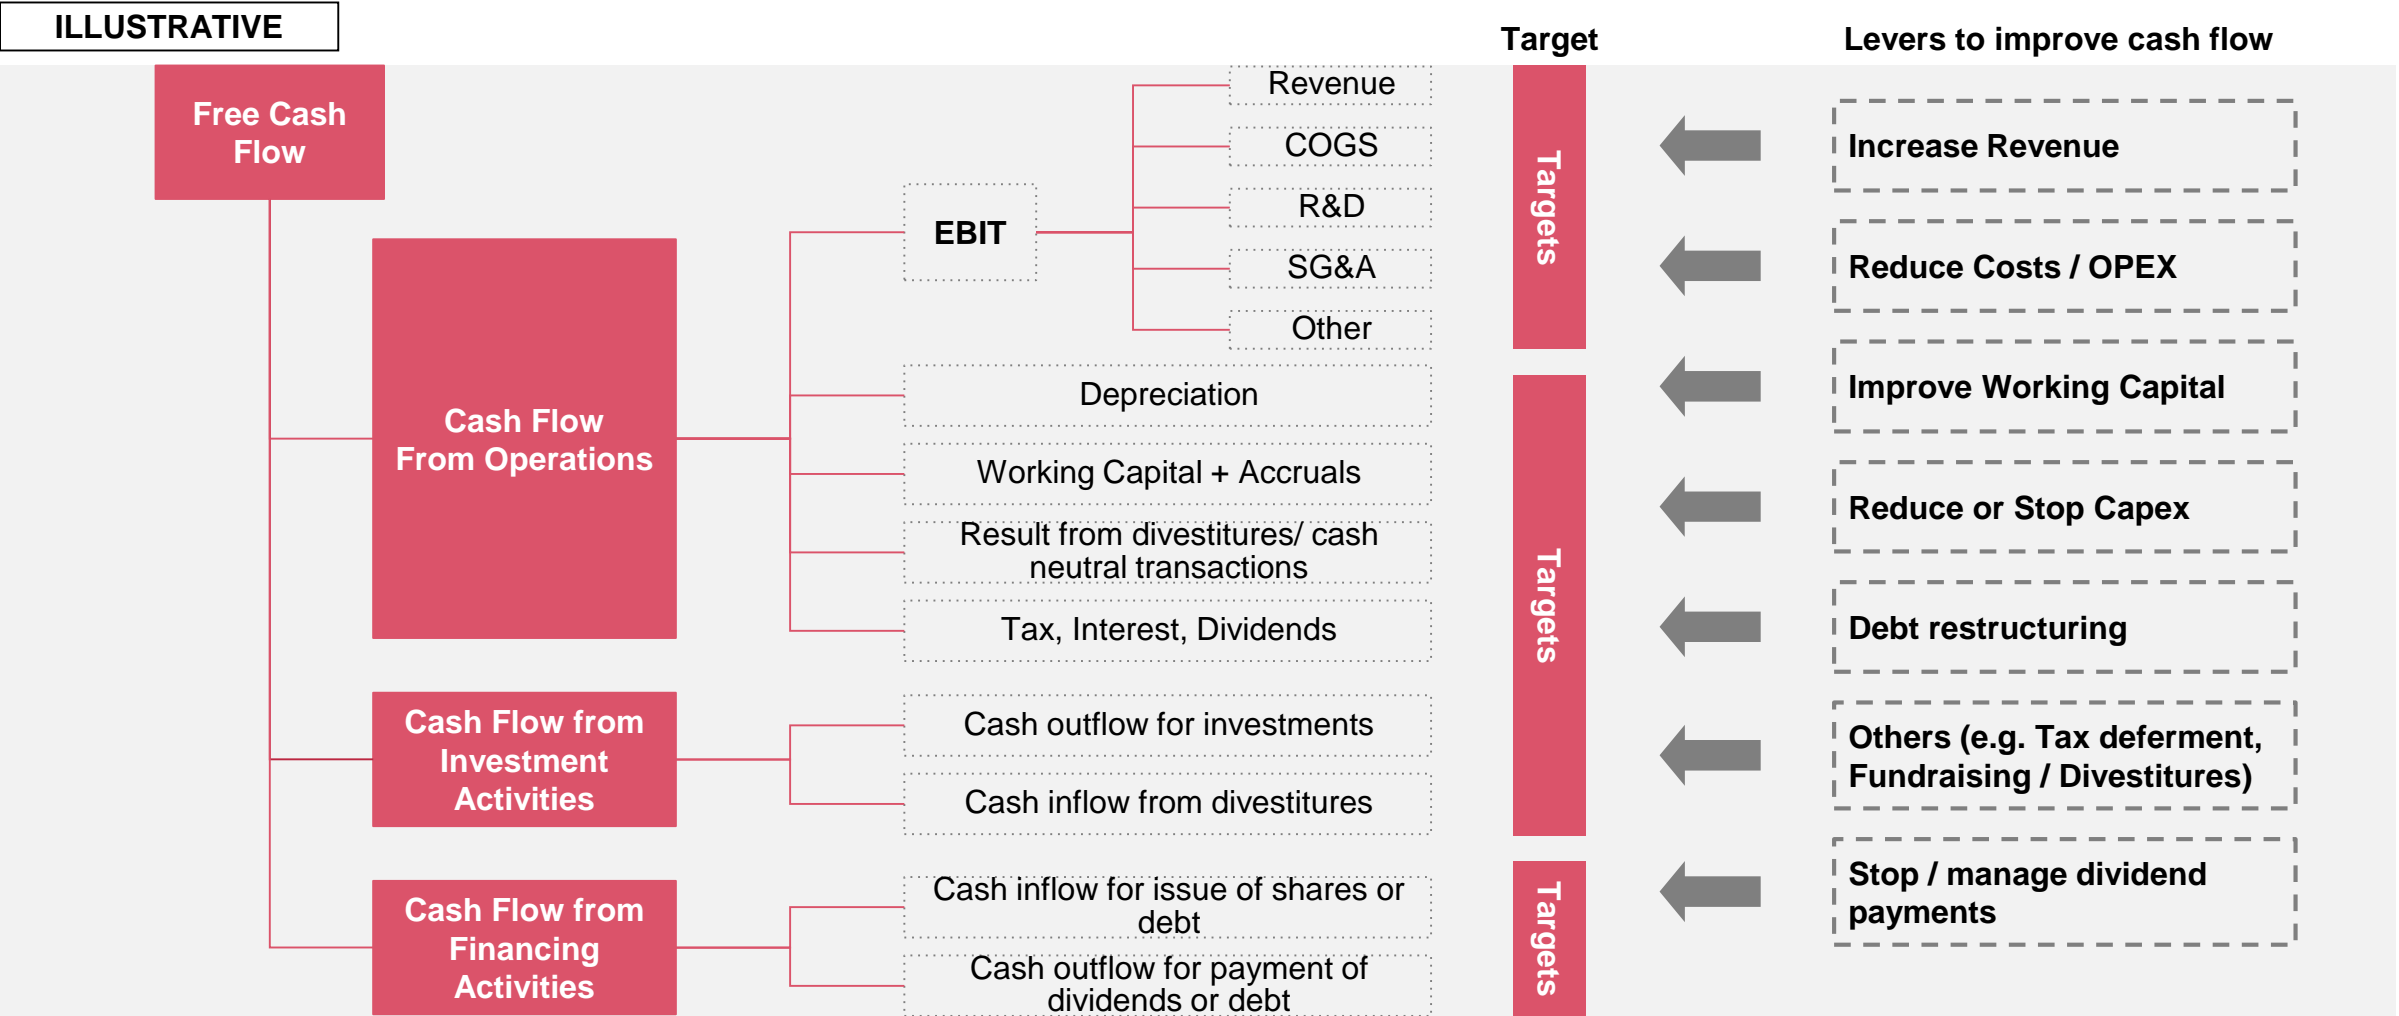 ILLUSTRATIVE
Target
Levers to improve cash flow
Free Cash
Flow
Cash Flow
From Operations
EBIT
Revenue
COGS
R&D
SG&A
Other
Depreciation
Working Capital + Accruals
Result from divestitures/ cash
neutral transactions
Tax, Interest, Dividends
Cash Flow from
Investment
Activities
Cash outflow for investments
Cash inflow from divestitures
Cash Flow from
Financing
Activities
Cash inflow for issue of shares or
debt
Cash outflow for payment of
dividends or debt
Targets
Targets
Targets
Increase Revenue
Reduce Costs / OPEX
Improve Working Capital
Reduce or Stop Capex
Debt restructuring
Others (e.g. Tax deferment,
Fundraising / Divestitures)
Stop / manage dividend
payments